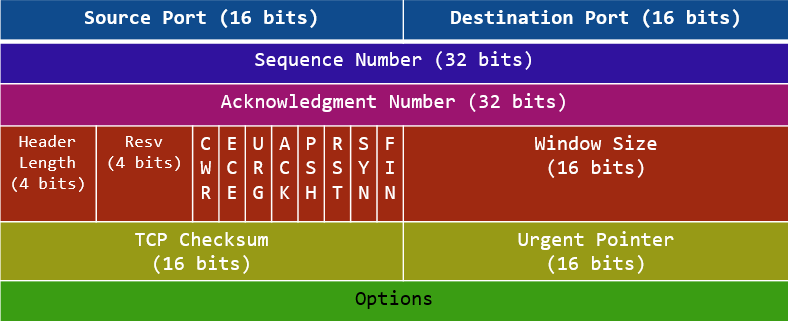 Source Port (16 bits) Destination Port (16 bits)
Sequence Number (32 bits)
Acknowledgment Number (32 bits)
Header
Length
(4 bits)
Resv
(4 bits)
CWR
ECE
URG
ACK
PSH
RST
SYN
FIN
Window Size
(16 bits)
TCP Checksum
(16 bits)
Urgent Pointer
(16 bits)
Options